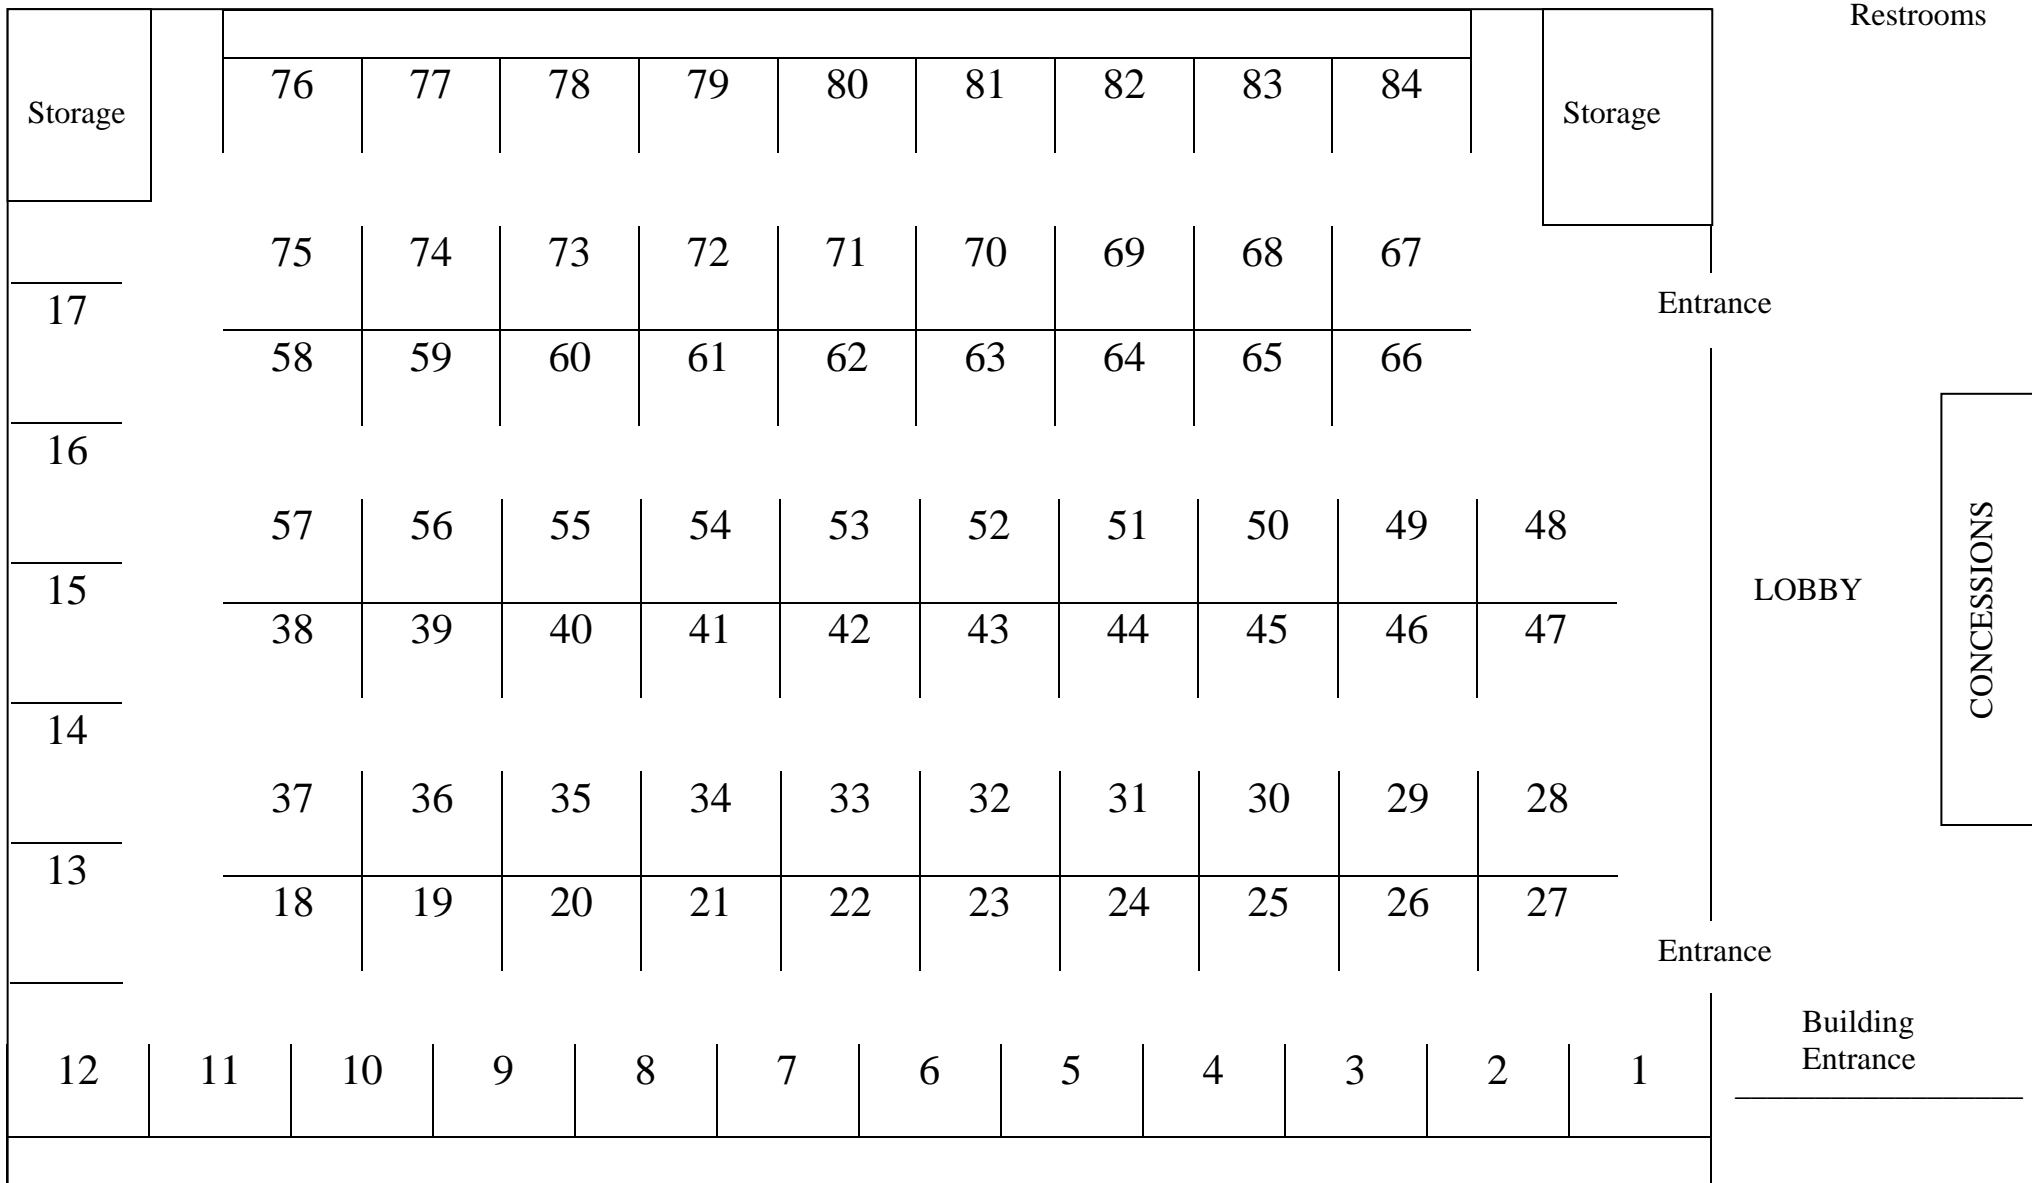 Restrooms
76 77 78 79 80 81 82 83 84
Storage
Storage
75 74 73 72 71 70 69 68 67
17
Entrance
58 59 60 61 62 63 64 65 66
16
57 56 55 54 53 52 51 50 49 48
CONCESSIONS
15
LOBBY
38 39 40 41 42 43 44 45 46 47
14
37 36 35 34 33 32 31 30 29 28
13
18 19 20 21 22 23 24 25 26 27
Entrance
Building
Entrance
12 11 10 9 8 7 6 5 4 3 2 1